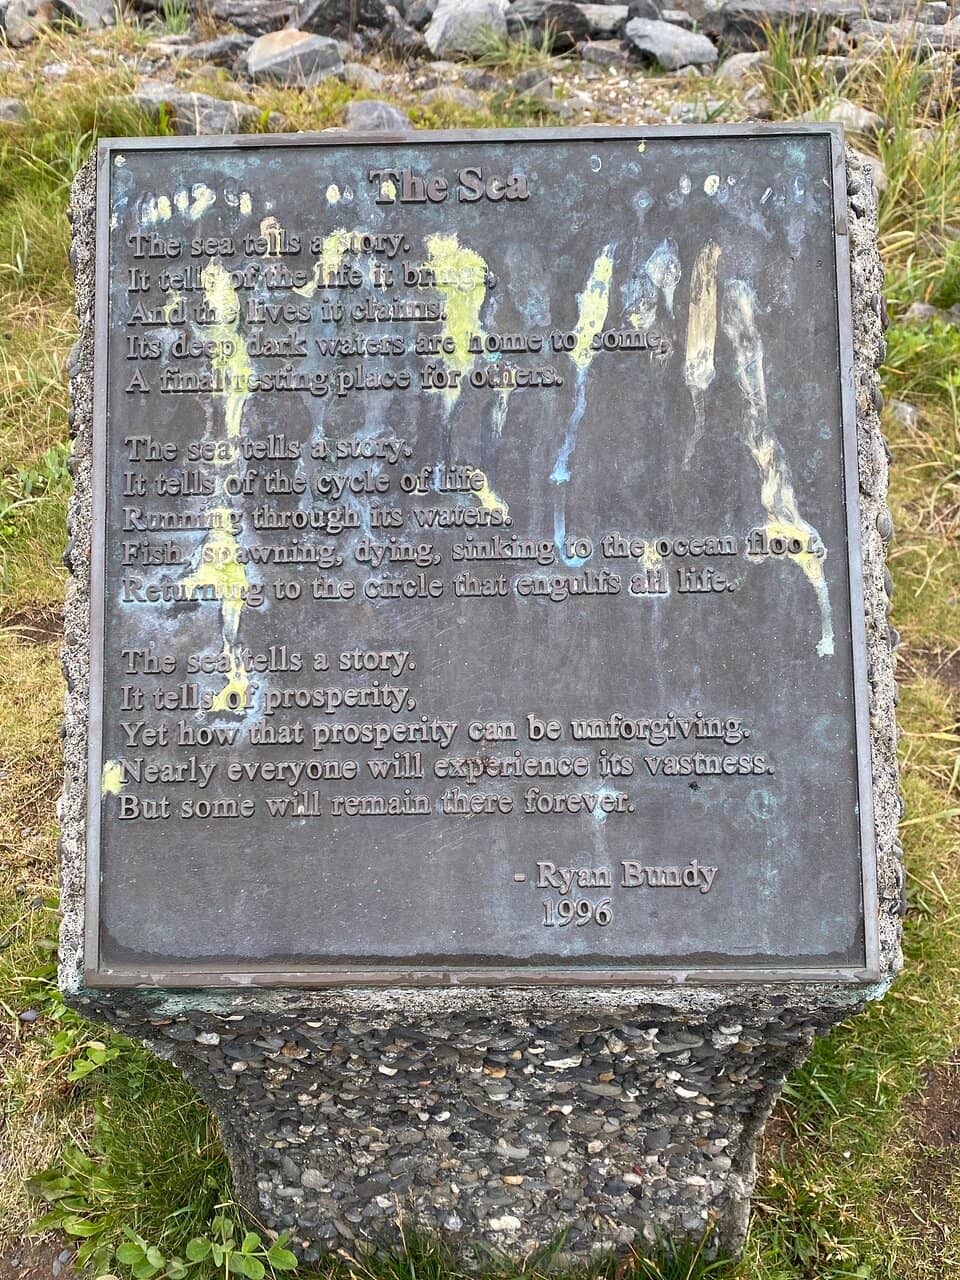 The Sea
The sea tells a story.
It tells of the life it brings,
And the lives it claims.
Its deep dark waters are home to some,
A final resting place for others.
The sea tells a story.
It tells of the cycle of life
Running through its waters.
Fish, spawning, dying, sinking to the ocean floor,
Returning to the circle that engulfs all life.
The sea tells a story.
It tells of prosperity,
Yet how that prosperity can be unforgiving.
Nearly everyone will experience its vastness.
But some will remain there forever.
- Ryan Bundy
1996